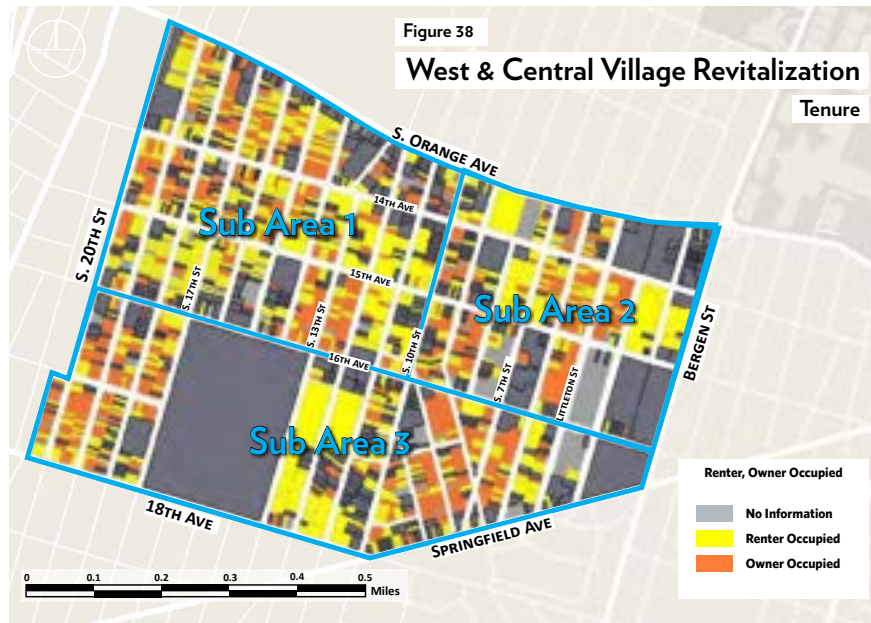 Figure 38
West & Central Village Revitalization
Tenure
S. ORANGE AVE
14TH AVE
Sub Area 1
S. 20TH ST
15TH AVE
S. 17TH ST
Sub Area 2
S. 13TH ST
BERGEN ST
16TH AVE
S. 10TH ST
S. 7TH ST
LITTLETON ST
Sub Area 3
18TH AVE
SPRINGFIELD AVE
Renter, Owner Occupied
No Information
Renter Occupied
Owner Occupied
0 0.1 0.2 0.3 0.4 0.5
Miles